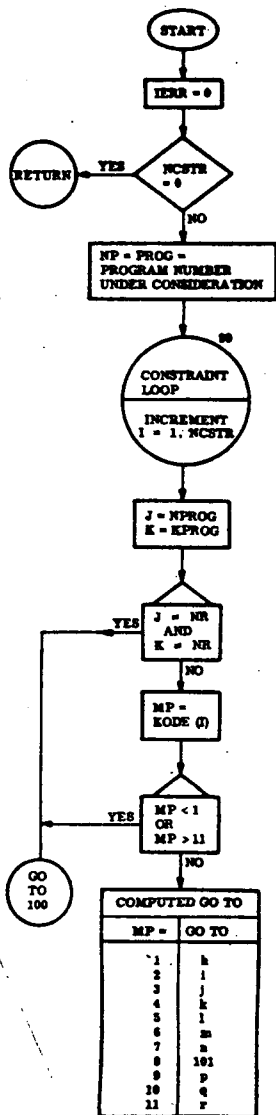 START
IERR = 0
RETURN
YES
NCSTR
= 0
NO
NP = PROG =
PROGRAM NUMBER
UNDER CONSIDERATION
CONSTRAINT
LOOP
INCREMENT
I = 1, NCSTR
J = NPROG
K = KPROG
YES
J = NR
AND
K = NR
NO
MP =
KODE (I)
YES
MP < 1
OR
MP > 11
NO
GO
TO
100
COMPUTED GO TO
MP = GO TO
1 h
2 i
3 j
4 k
5 l
6 m
7 n
8 101
9 p
10 q
11 r